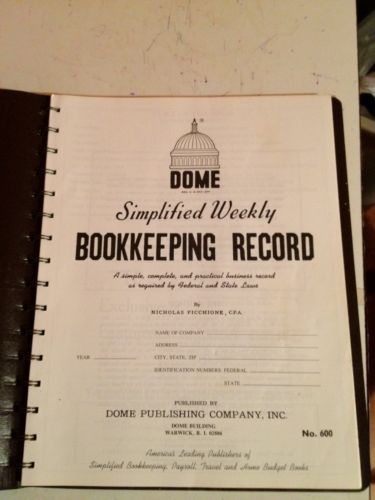 DOME
Simplified Weekly
BOOKKEEPING RECORD
A simple, complete, and practical business record
as required by Federal and State Laws
By
NICHOLAS PICCHIONE, C.P.A.
NAME OF COMPANY
ADDRESS
YEAR CITY, STATE, ZIP
IDENTIFICATION NUMBERS: FEDERAL
STATE
PUBLISHED BY
DOME PUBLISHING COMPANY, INC.
DOME BUILDING
WARWICK, R. I. 02886
No. 600
America's Leading Publishers of
Simplified Bookkeeping, Payroll, Travel and Home Budget Books